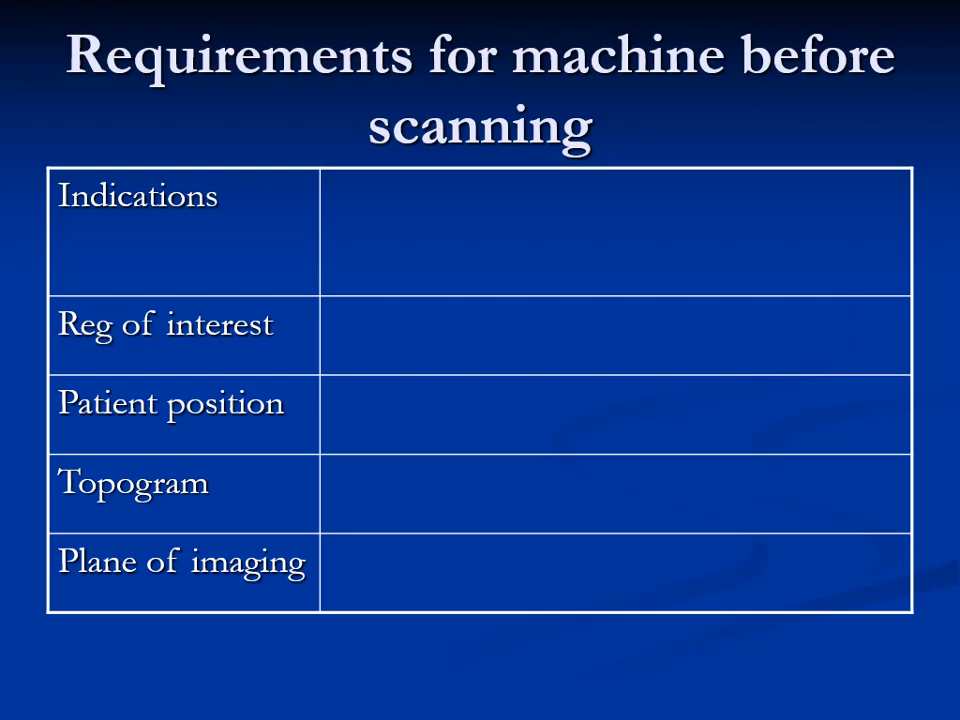 Requirements for machine before
scanning
Indications
Reg of interest
Patient position
Topogram
Plane of imaging